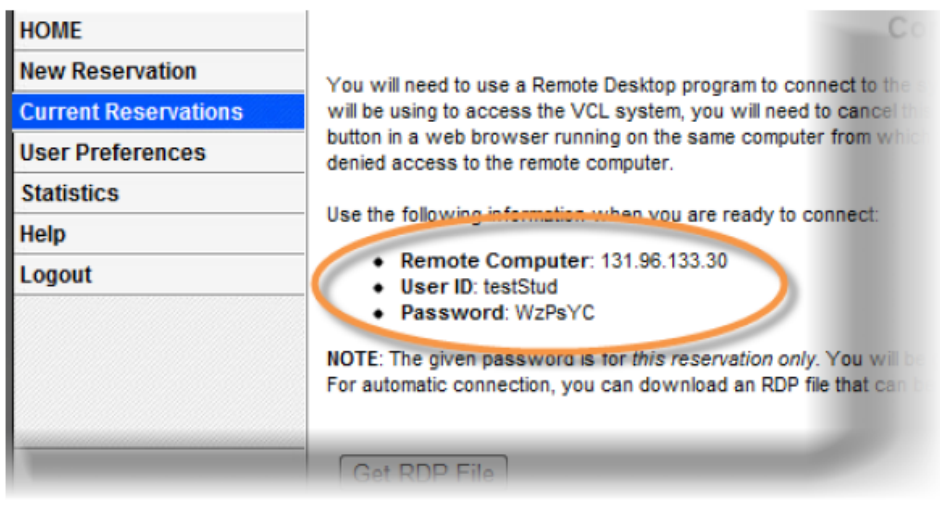 HOME
New Reservation
Current Reservations
User Preferences
Statistics
Help
Logout
Co
You will need to use a Remote Desktop program to connect to the
will be using to access the VCL system, you will need to cancel
button in a web browser running on the same computer from which
denied access to the remote computer.
Use the following information when you are ready to connect:
• Remote Computer: 131.96.133.30
• User ID: testStud
• Password: WzPsYC
NOTE: The given password is for this reservation only. You will be
For automatic connection, you can download an RDP file that can
Get RDP File